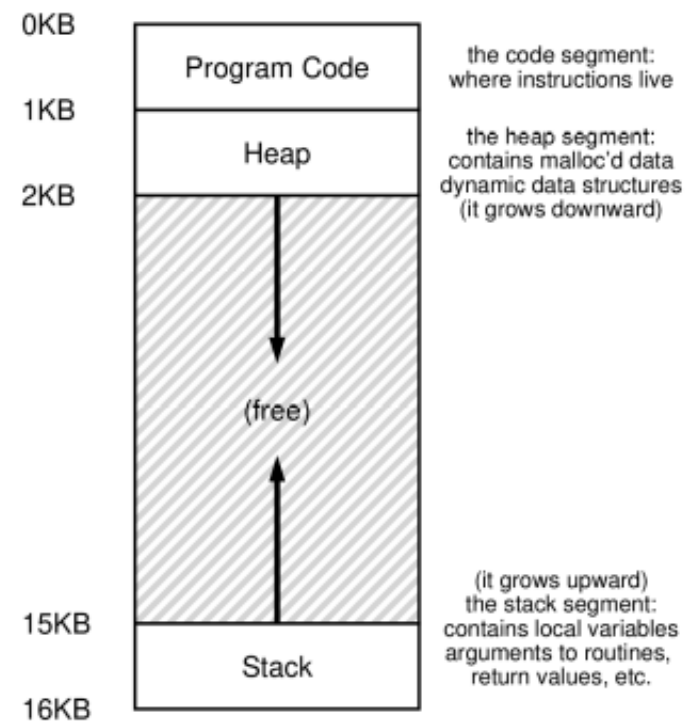 0KB
Program Code
the code segment:
where instructions live
1KB
Heap
the heap segment:
contains malloc'd data
dynamic data structures
(it grows downward)
2KB
(free)
(it grows upward)
the stack segment:
contains local variables
arguments to routines,
return values, etc.
15KB
Stack
16KB